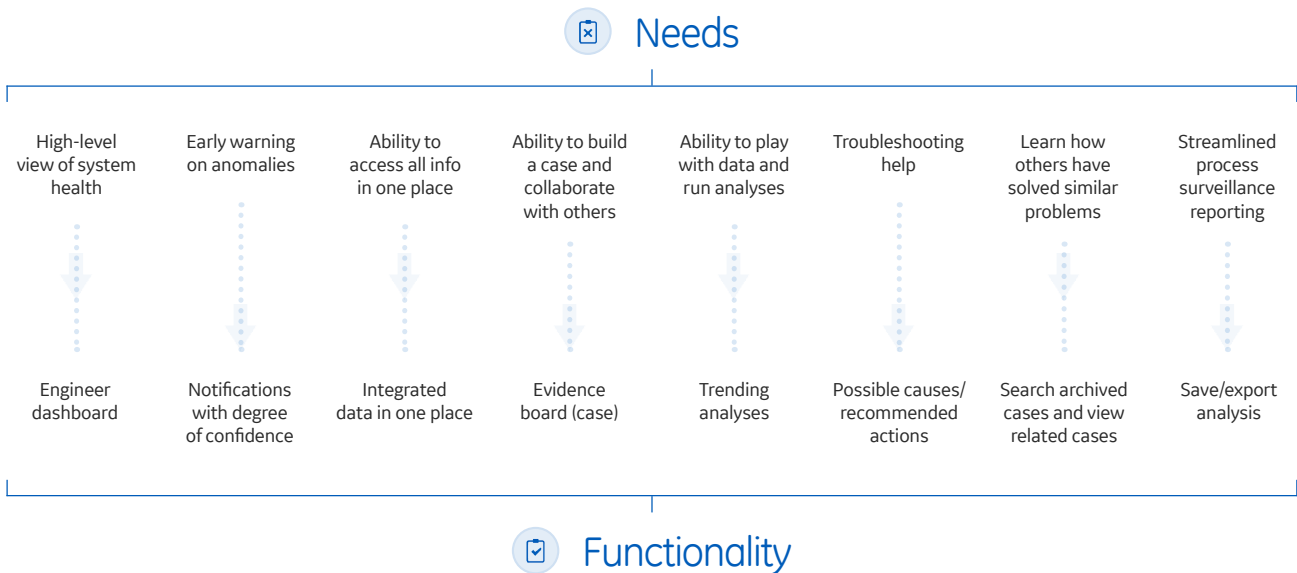 Needs
High-level
view of system
health
Early warning
on anomalies
Ability to
access all info
in one place
Ability to build
a case and
collaborate
with others
Ability to play
with data and
run analyses
Troubleshooting
help
Learn how
others have
solved similar
problems
Streamlined
process
surveillance
reporting
Engineer
dashboard
Notifications
with degree
of confidence
Integrated
data in one place
Evidence
board (case)
Trending
analyses
Possible causes/
recommended
actions
Search archived
cases and view
related cases
Save/export
analysis
Functionality